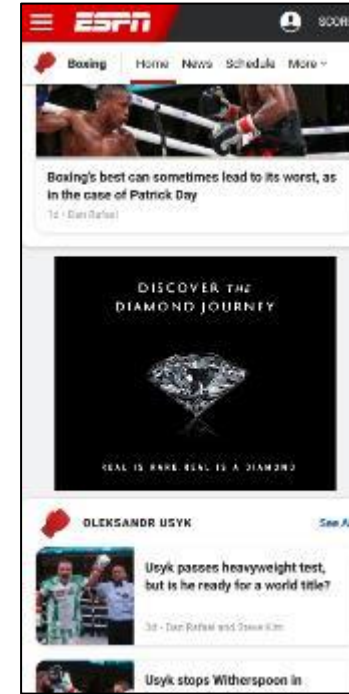 ESPN
SCOR
Boxing Home News Schedule More
Boxing's best can sometimes lead to its worst, as
in the case of Patrick Day
1d - Dan Rafael
DISCOVER THE
DIAMOND JOURNEY
REAL IS RARE. REAL IS A DIAMOND
OLEKSANDR USYK
See A
Usyk passes heavyweight test,
but is he ready for a world title?
3d - Dan Rafael and Steve Kim
Usyk stops Witherspoon in